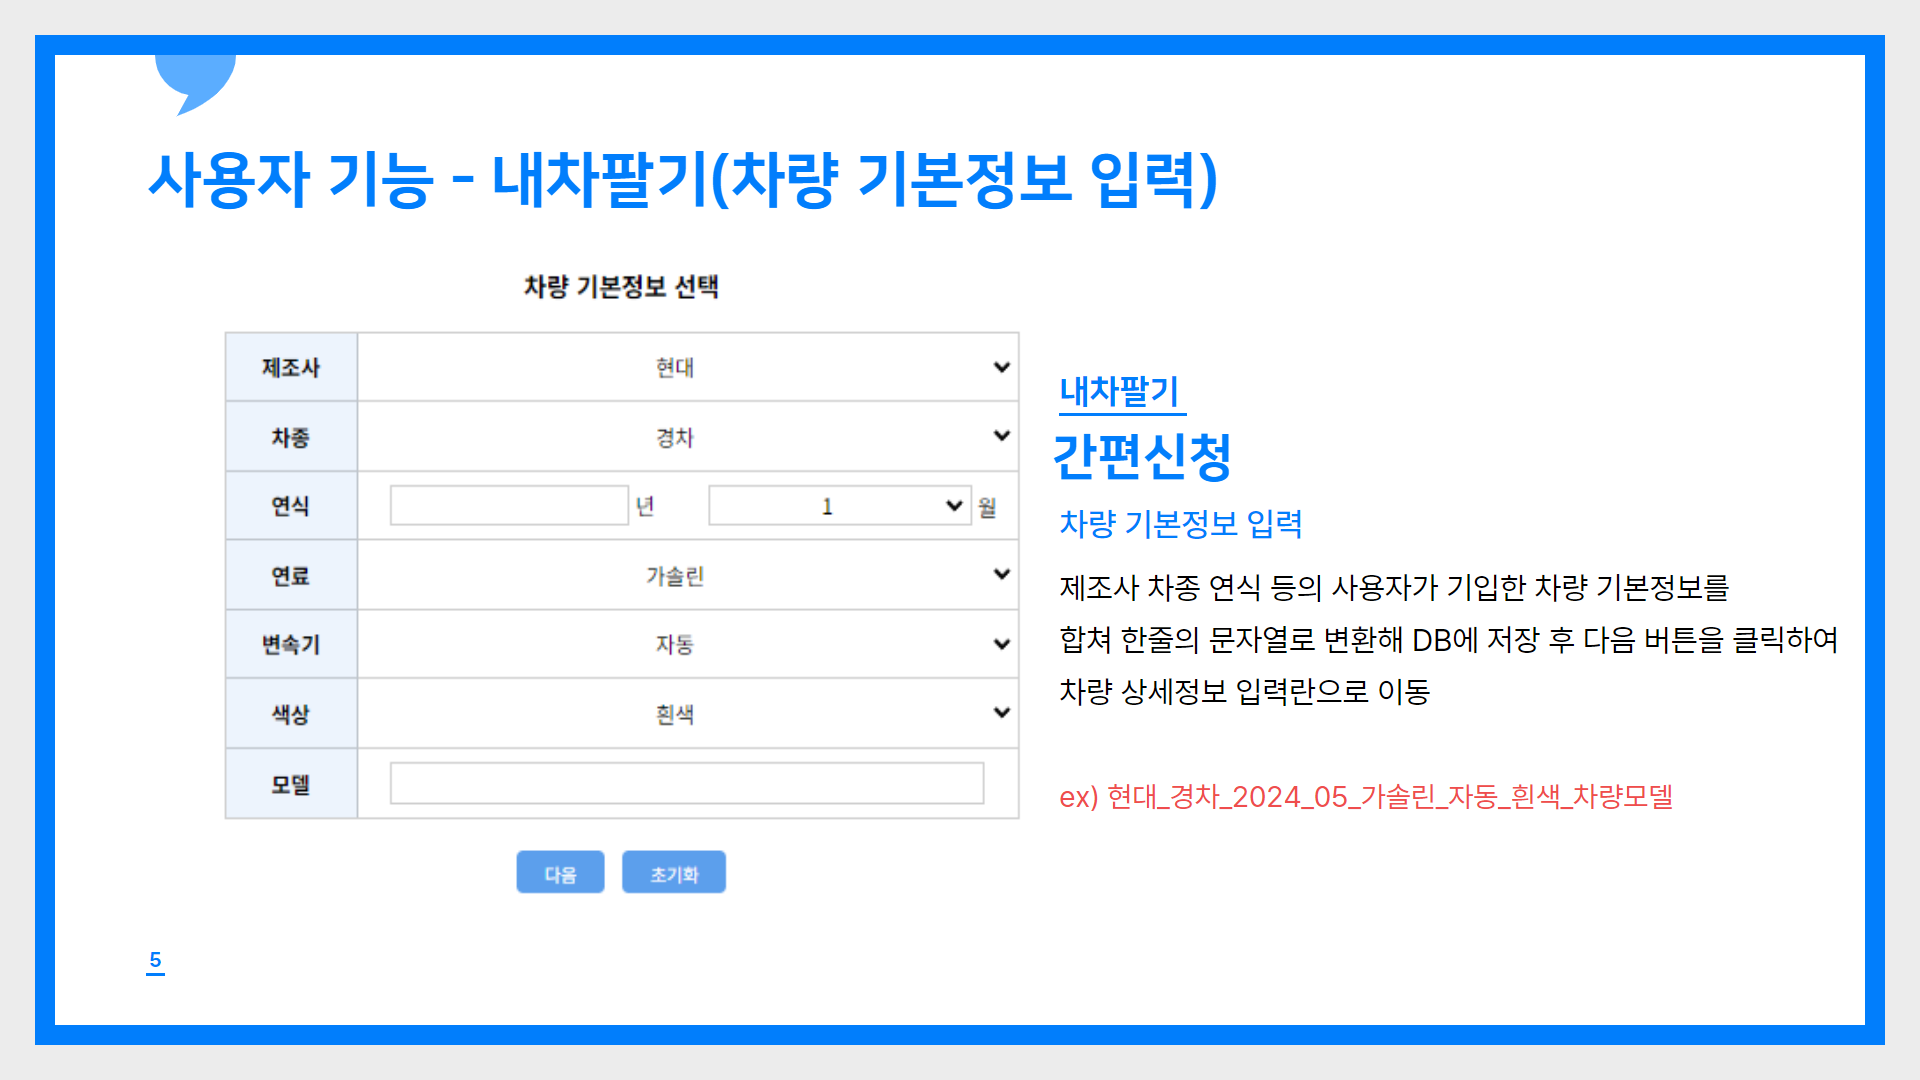 사용자 기능 - 내차팔기(차량 기본정보 입력)
차량 기본정보 선택
제조사 현대
차종 경차
연식 년 1 월
연료 가솔린
변속기 자동
색상 흰색
모델
다음 초기화
내차팔기
간편신청
차량 기본정보 입력
제조사 차종 연식 등의 사용자가 기입한 차량 기본정보를
합쳐 한줄의 문자열로 변환해 DB에 저장 후 다음 버튼을 클릭하여
차량 상세정보 입력란으로 이동
ex) 현대_경차_2024_05_가솔린_자동_흰색_차량모델
5